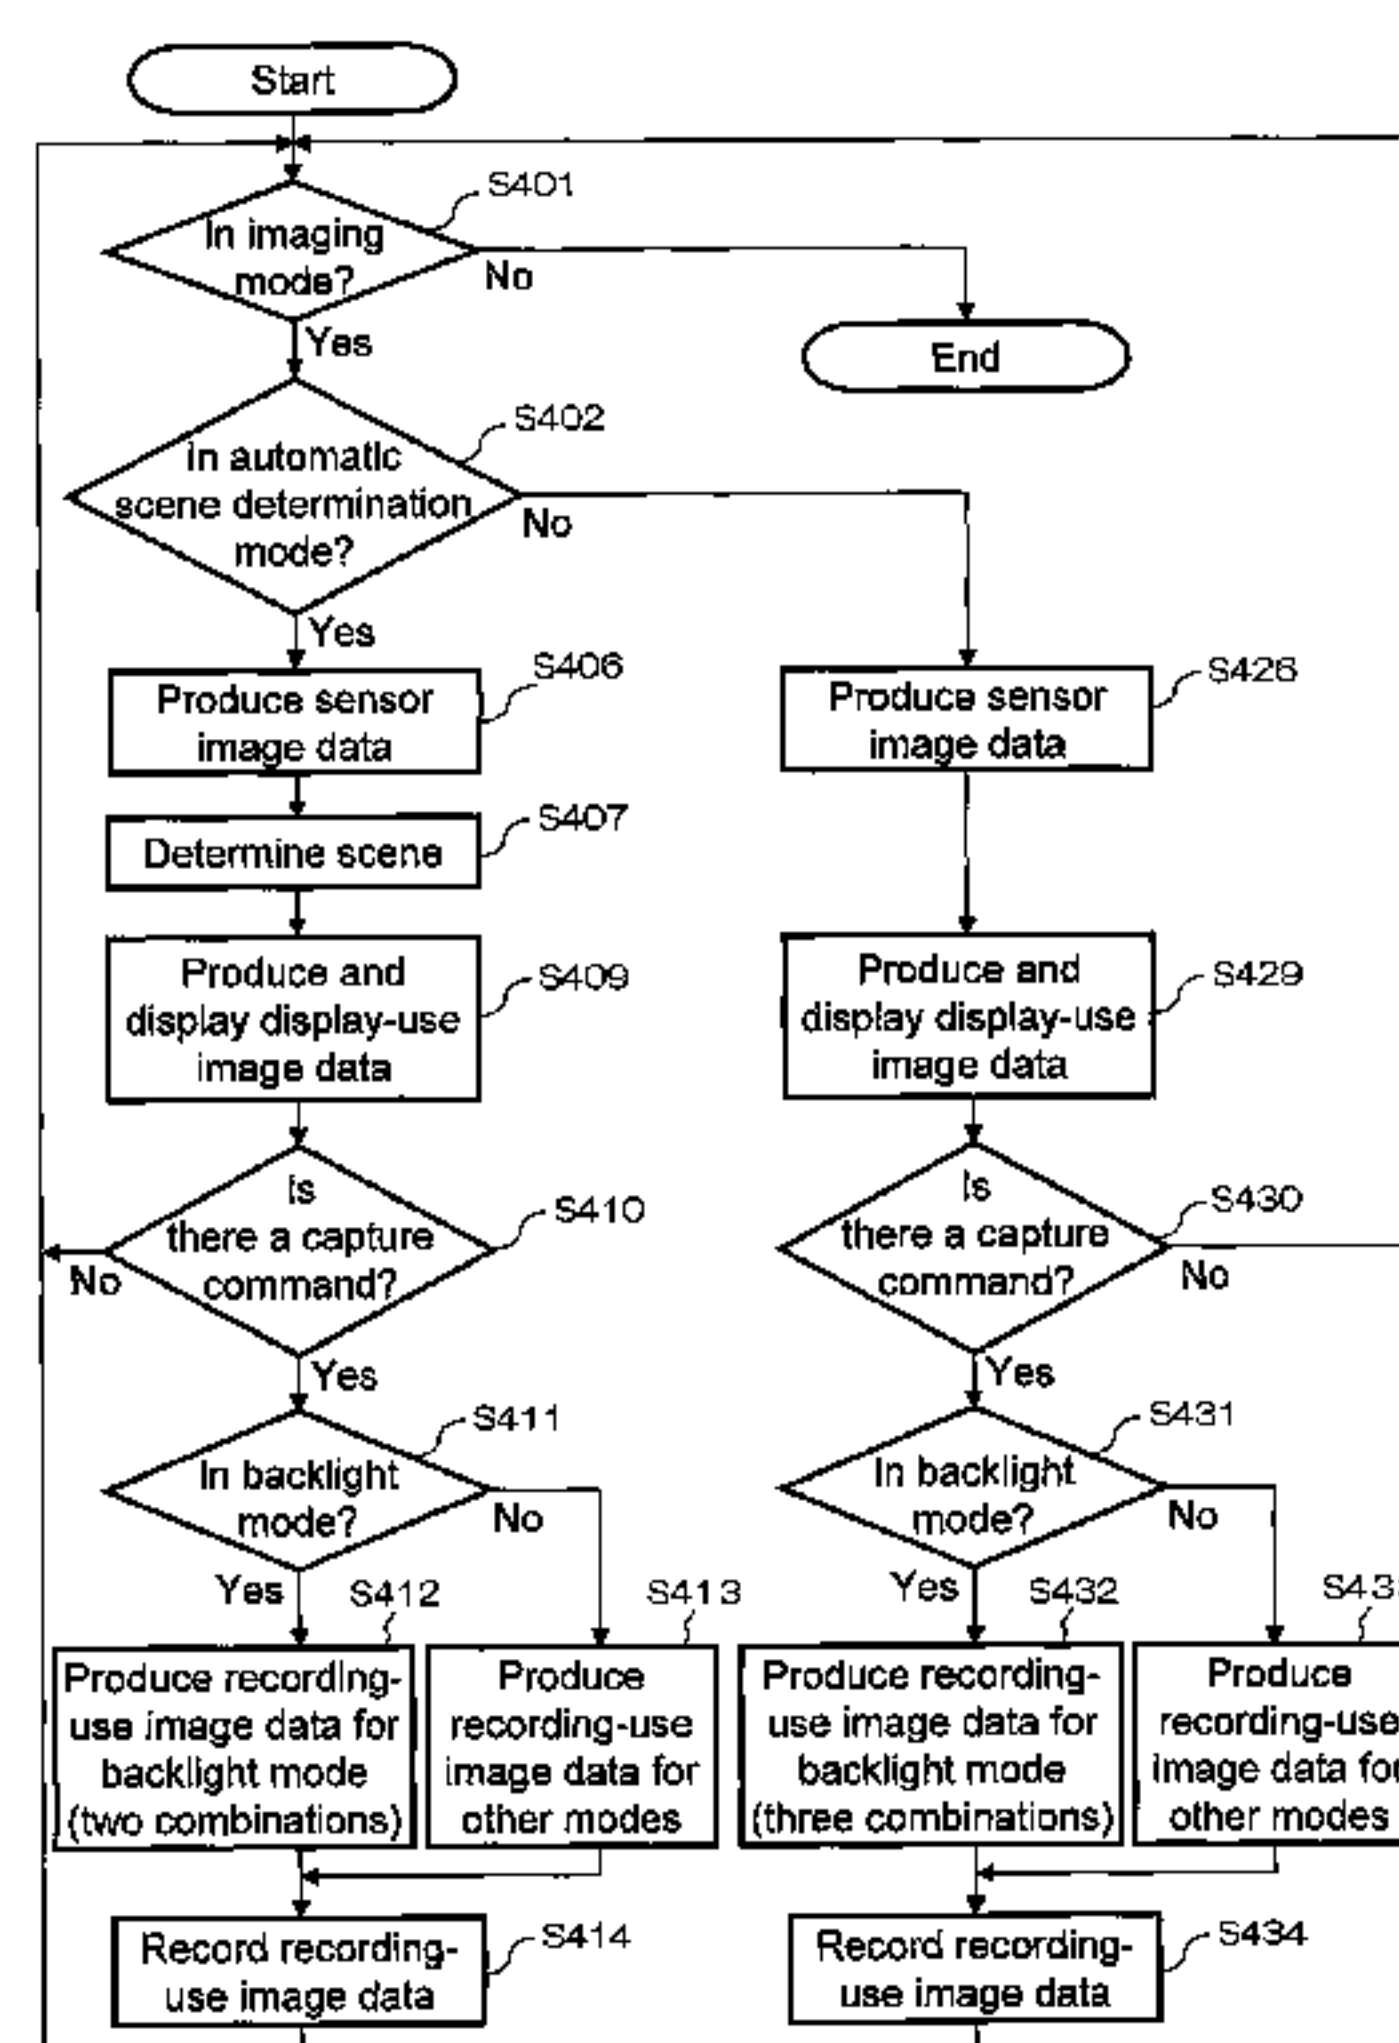 Start
S401
In imaging
mode?
No
Yes
End
S402
In automatic
scene determination
mode?
No
Yes
S406
Produce sensor
image data
S407
Determine scene
S409
Produce and
display display-use
image data
S410
Is
there a capture
command?
No
Yes
S411
In backlight
mode?
No
Yes
S412
Produce recording-
use image data for
backlight mode
(two combinations)
S413
Produce
recording-use
image data for
other modes
S414
Record recording-
use image data
S426
Produce sensor
image data
S429
Produce and
display display-use
image data
S430
Is
there a capture
command?
No
Yes
S431
In backlight
mode?
No
Yes
S432
Produce recording-
use image data for
backlight mode
(three combinations)
Produce
recording-use
image data for
other modes
S434
Record recording-
use image data